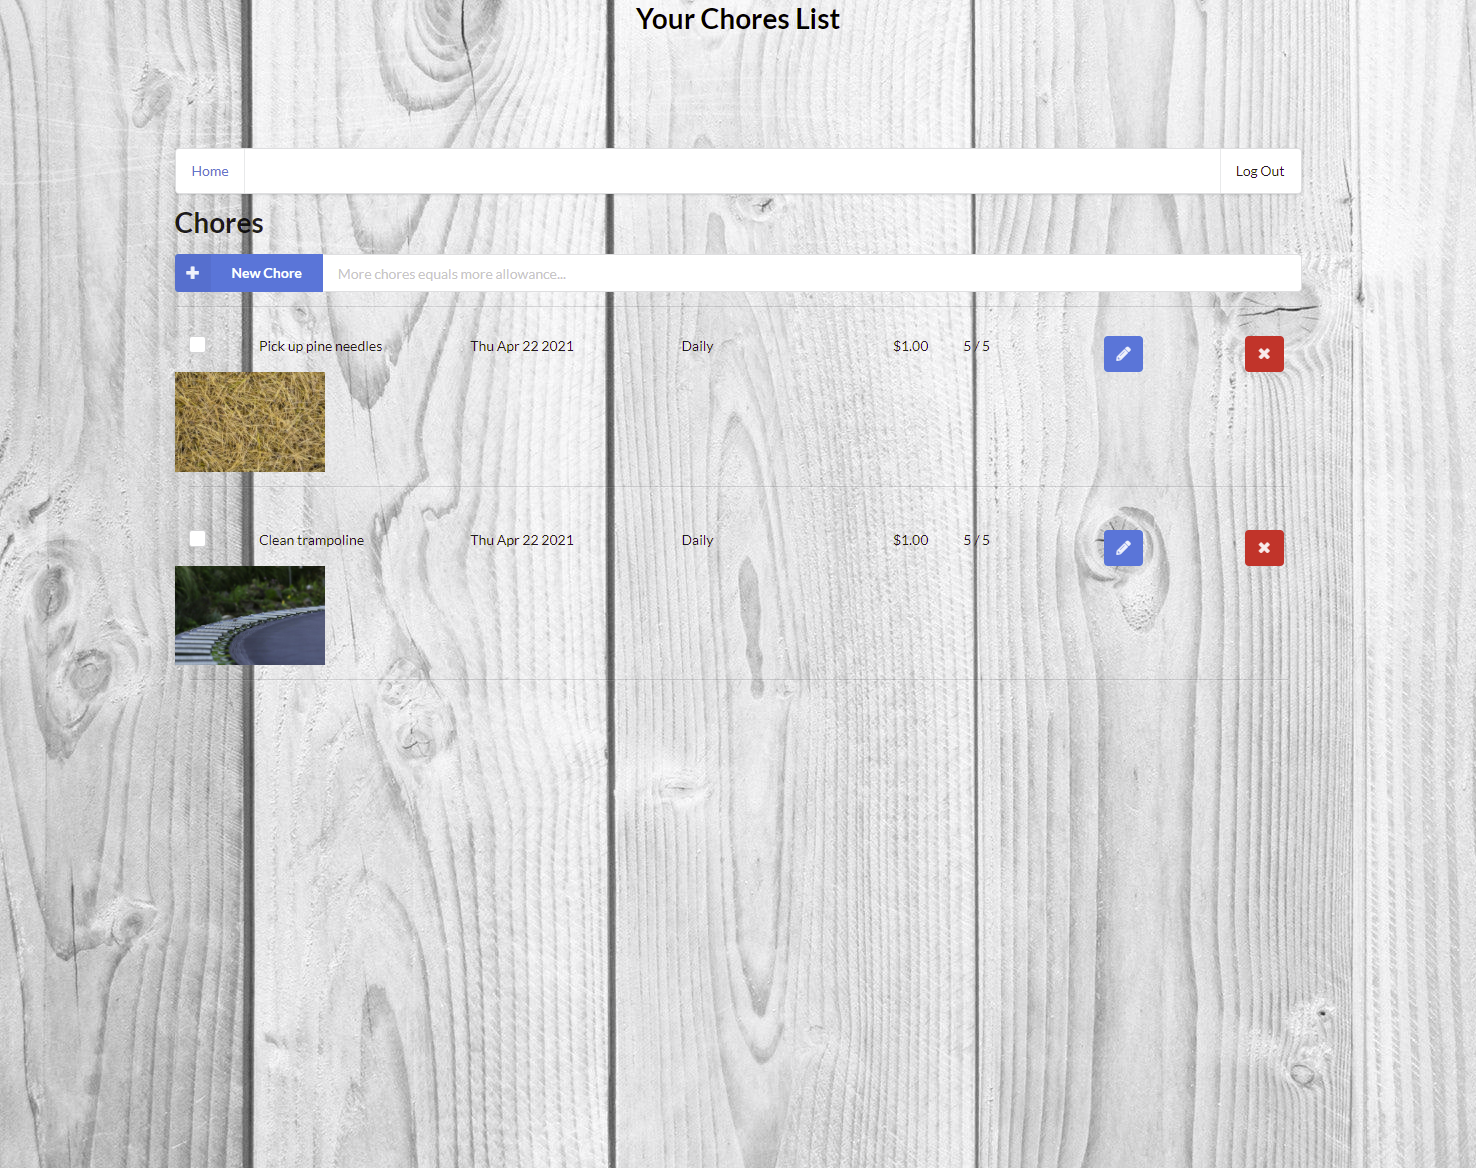 Your Chores List
Home Log Out
Chores
New Chore More chores equals more allowance...
Pick up pine needles Thu Apr 22 2021 Daily $1.00 5 / 5
Clean trampoline Thu Apr 22 2021 Daily $1.00 5 / 5